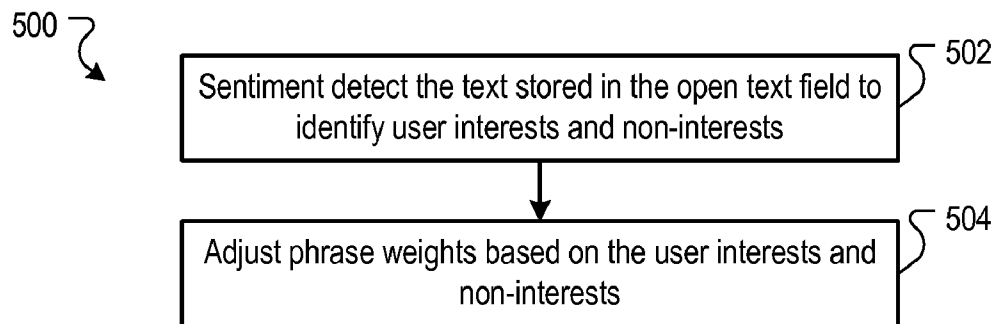 500
502
Sentiment detect the text stored in the open text field to
identify user interests and non-interests
504
Adjust phrase weights based on the user interests and
non-interests